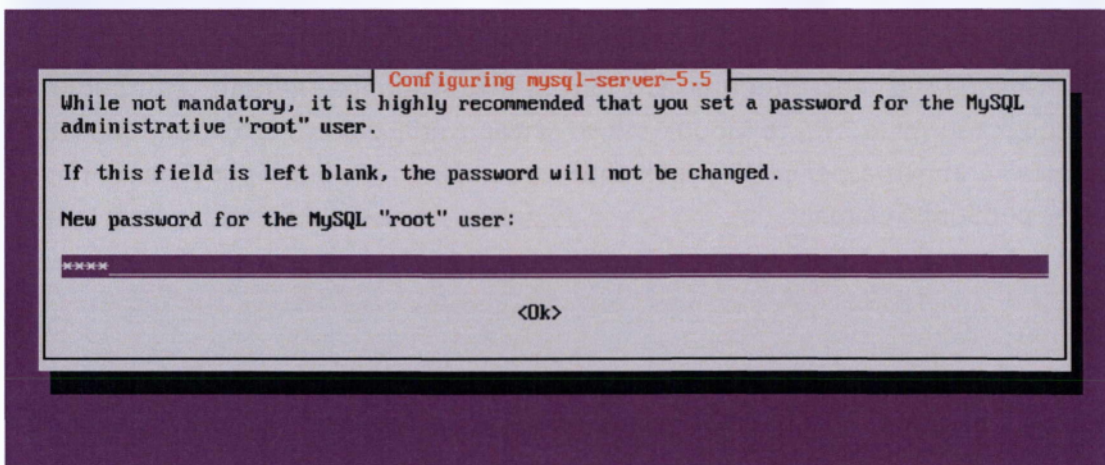 Configuring mysql-server-5.5
While not mandatory, it is highly recommended that you set a password for the MySQL
administrative "root" user.
If this field is left blank, the password will not be changed.
New password for the MySQL "root" user:
****
<Ok>